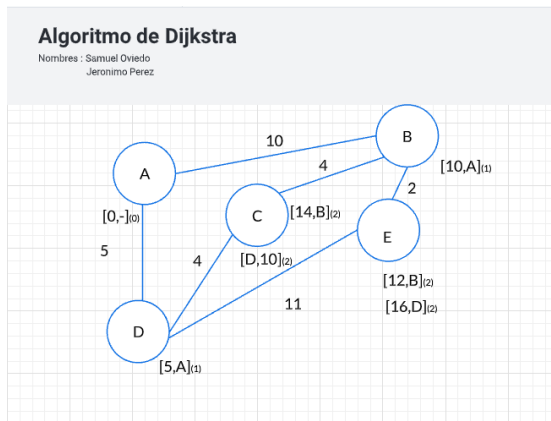 Algoritmo de Dijkstra
Nombres : Samuel Oviedo
Jeronimo Perez
10
B
4
[10,A](1)
A
2
C
[14,B](2)
[0,-](0)
E
5
4
[D,10](2)
[12,B](2)
11
[16,D](2)
D
[5,A](1)